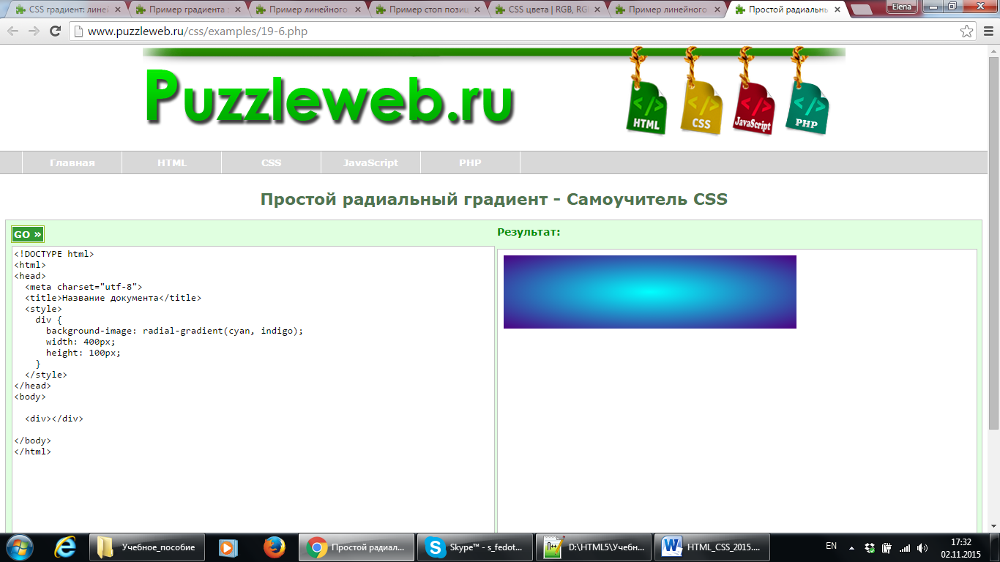 CSS градиент: линей
Пример градиента
Пример линейного
Пример стоп позиц
CSS цвета | RGB, RG
Пример линейного
Простой радиальнь
Elena
www.puzzleweb.ru/css/examples/19-6.php
Puzzleweb.ru
</> HTML
</> CSS
</> JavaScript
</> PHP
Главная HTML CSS JavaScript PHP
Простой радиальный градиент - Самоучитель CSS
GO »
Результат:
<!DOCTYPE html>
<html>
<head>
  <meta charset="utf-8">
  <title>Название документа</title>
  <style>
    div {
      background-image: radial-gradient(cyan, indigo);
      width: 400px;
      height: 100px;
    }
  </style>
</head>
<body>

  <div></div>

</body>
</html>
Учебное_пособие
Простой радиал...
Skype™ - s_fedot...
D:\HTML5\Учебн...
HTML_CSS_2015....
EN
17:32
02.11.2015